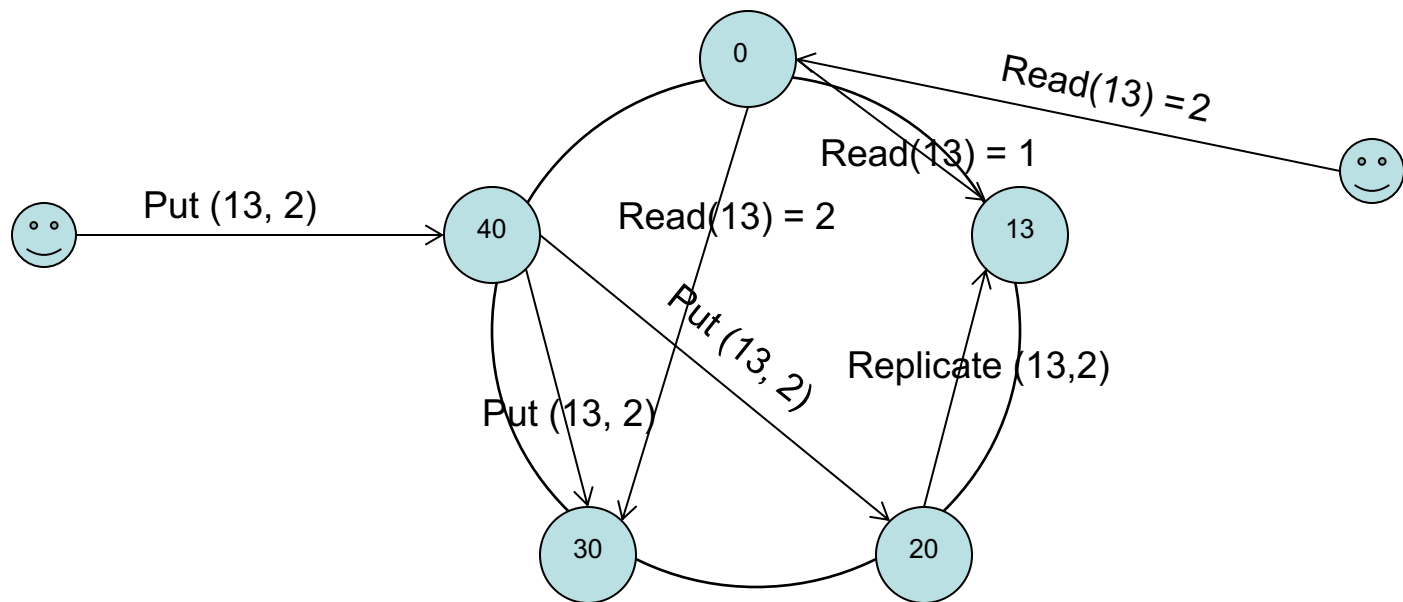 0
Read(13) = 2
Read(13) = 1
Put (13, 2)
Read(13) = 2
40
13
Put (13, 2)
Replicate (13,2)
Put (13, 2)
30
20